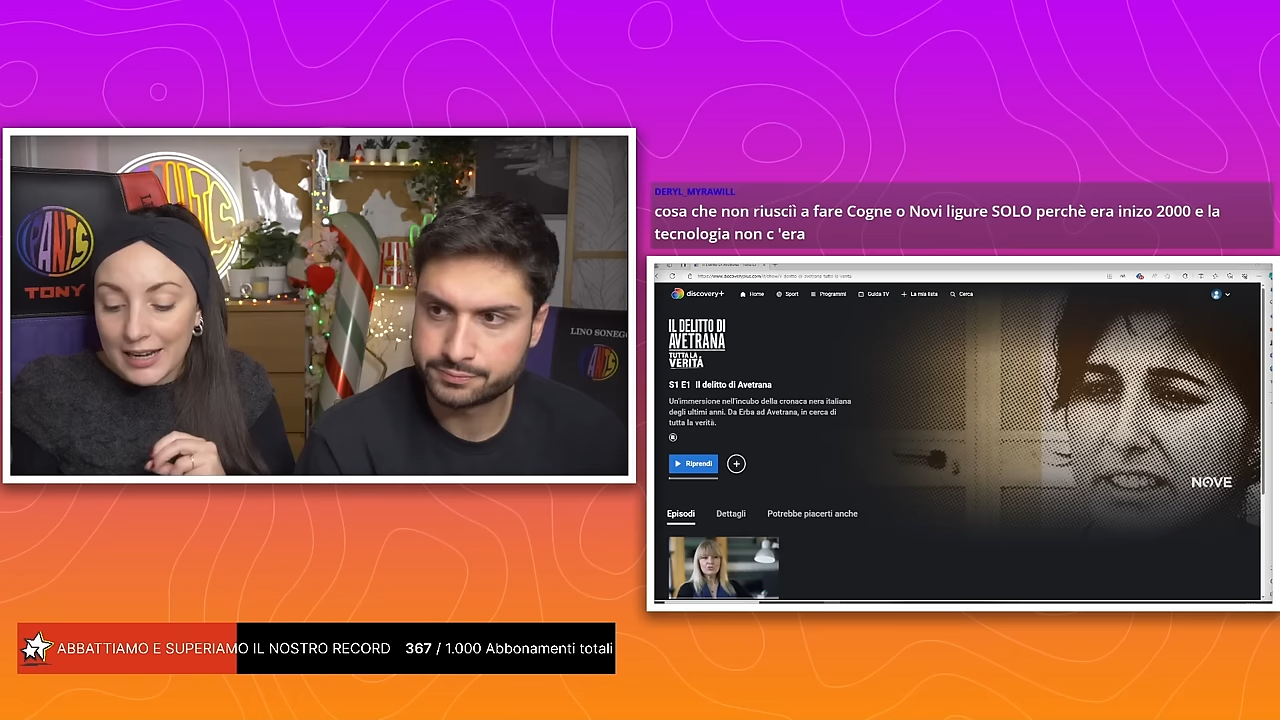 PANTS
TONY
LINO SONEGO
PANTS
DERYL_MYRAWILL
cosa che non riusciì a fare Cogne o Novi ligure SOLO perchè era inizo 2000 e la
tecnologia non c 'era
discovery+ Home Sport Programmi Guida TV La mia lista Cerca
IL DELITTO DI
AVETRANA
TUTTA LA
VERITÀ
S1 E1 Il delitto di Avetrana
Un'immersione nell'incubo della cronaca nera italiana
degli ultimi anni. Da Erba ad Avetrana, in cerca di
tutta la verità.
Riprendi
NOVE
Episodi Dettagli Potrebbe piacerti anche
ABBATTIAMO E SUPERIAMO IL NOSTRO RECORD 367 / 1.000 Abbonamenti totali